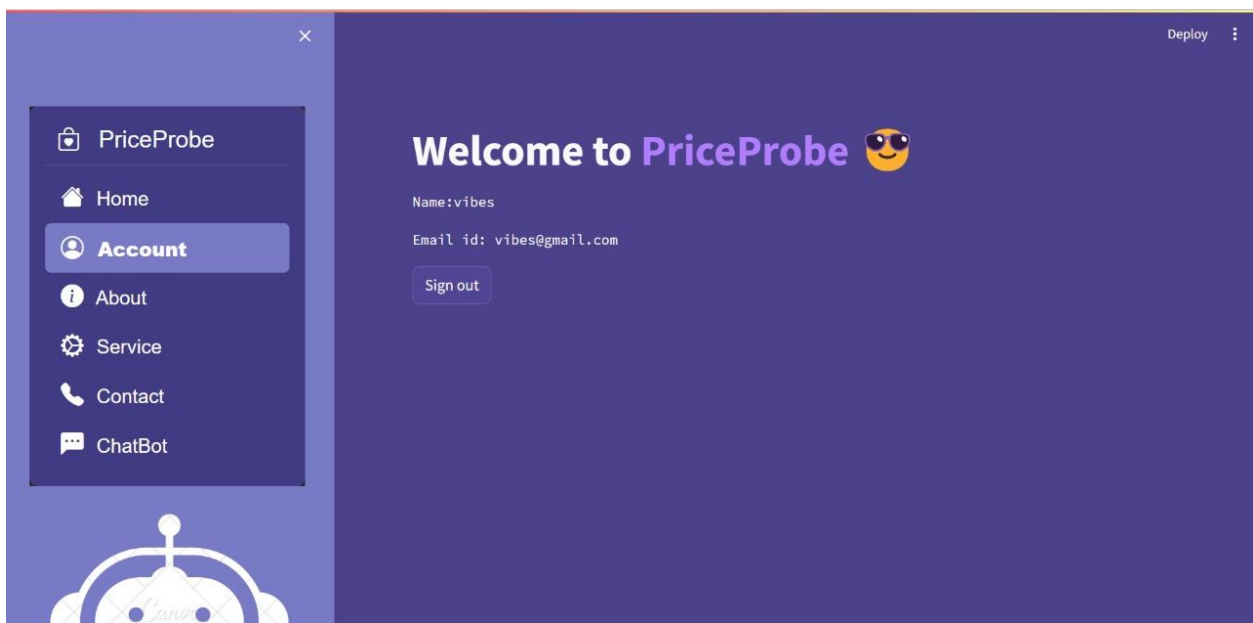 Deploy
PriceProbe
Home
Account
About
Service
Contact
ChatBot
Welcome to PriceProbe
Name:vibes
Email id: vibes@gmail.com
Sign out
Canva